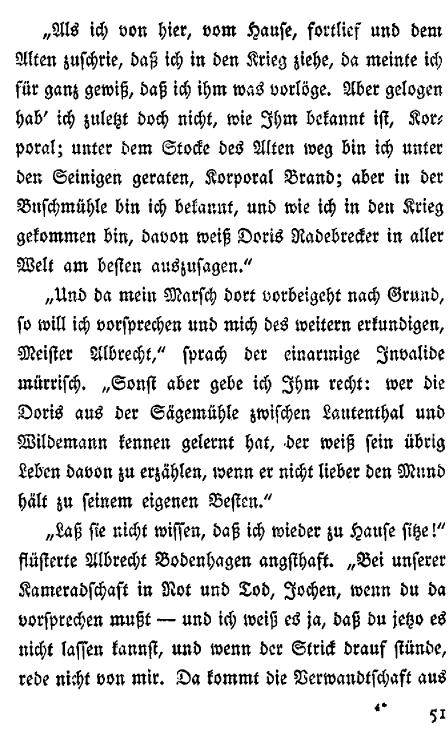 „Als ich von hier, vom Hause, fortlief und dem
Alten zuschrie, daß ich in den Krieg ziehe, da meinte ich
für ganz gewiß, daß ich ihm was vorlöge. Aber gelogen
hab' ich zuletzt doch nicht, wie Ihm bekannt ist, Kor-
poral; unter dem Stocke des Alten weg bin ich unter
den Seinigen geraten, Korporal Brand; aber in der
Buschmühle bin ich bekannt, und wie ich in den Krieg
gekommen bin, davon weiß Doris Radebrecker in aller
Welt am besten auszusagen.“
„Und da mein Marsch dort vorbeigeht nach Grund,
so will ich vorsprechen und mich des weitern erkundigen,
Meister Albrecht,“ sprach der einarmige Invalide
mürrisch. „Sonst aber gebe ich Ihm recht: wer die
Doris aus der Sägemühle zwischen Lautenthal und
Wildemann kennen gelernt hat, der weiß sein übrig
Leben davon zu erzählen, wenn er nicht lieber den Mund
hält zu seinem eigenen Besten.“
„Laß sie nicht wissen, daß ich wieder zu Hause sitze!“
flüsterte Albrecht Bodenhagen angsthaft. „Bei unserer
Kameradschaft in Not und Tod, Jochen, wenn du da
vorsprechen mußt — und ich weiß es ja, daß du jetzo es
nicht lassen kannst, und wenn der Strick drauf stünde,
rede nicht von mir. Da kommt die Verwandtschaft aus
4*
51